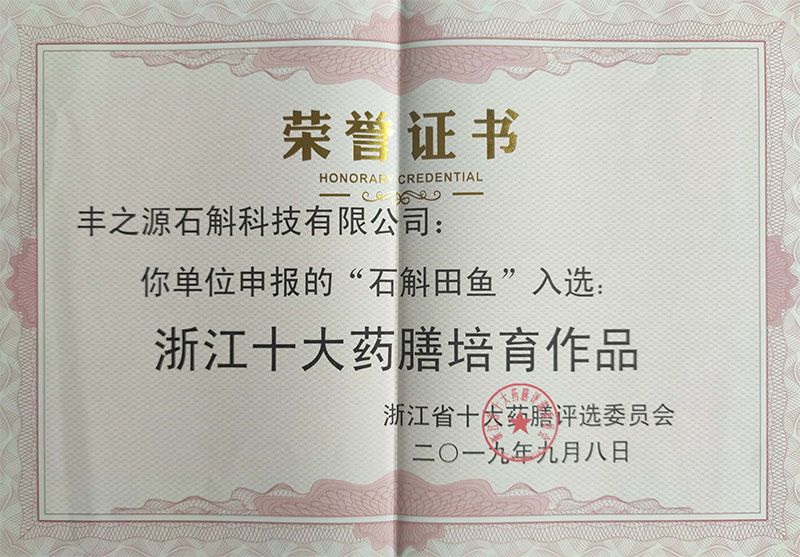 荣誉证书
HONORARY CREDENTIAL
丰之源石斛科技有限公司：
你单位申报的“石斛田鱼”入选：
浙江十大药膳培育作品
浙江省十大药膳评选委员会
二〇一九年九月八日